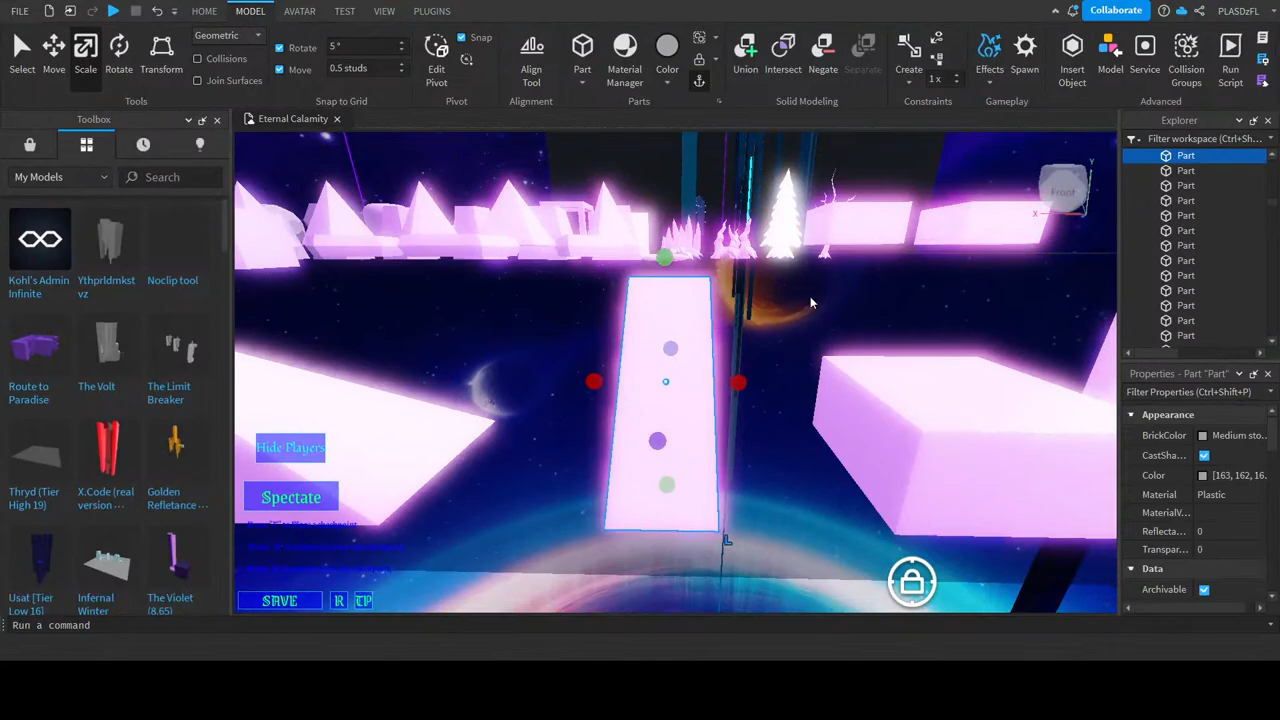 FILE HOME MODEL AVATAR TEST VIEW PLUGINS Collaborate PLASDzFL
Select Move Scale Rotate Transform
Geometric
Collisions
Join Surfaces
Rotate 5 °
Move 0.5 studs
Edit Pivot
Snap
Align Tool
Part Material Manager Color
Union Intersect Negate Separate
Create 1 x
Effects Spawn
Insert Object Model Service Collision Groups Run Script
Tools Snap to Grid Pivot Alignment Parts Solid Modeling Constraints Gameplay Advanced
Toolbox
My Models Search
Kohl's Admin Infinite
Ythprldmkst vz
Noclip tool
Route to Paradise
The Volt
The Limit Breaker
Thryd (Tier High 19)
X.Code (real version ...
Golden Refletance ...
Usat [Tier Low 16]
Infernal Winter
The Violet (8.65)
Eternal Calamity
Front
Y
X
Hide Players
Spectate
SAVE R TP
Explorer
Filter workspace (Ctrl+Sh...
Part
Part
Part
Part
Part
Part
Part
Part
Part
Part
Part
Part
Properties - Part "Part"
Filter Properties (Ctrl+Shift+P)
Appearance
BrickColor Medium sto...
CastSha...
Color [163, 162, 16...
Material Plastic
MaterialV...
Reflecta... 0
Transpar... 0
Data
Archivable
Run a command